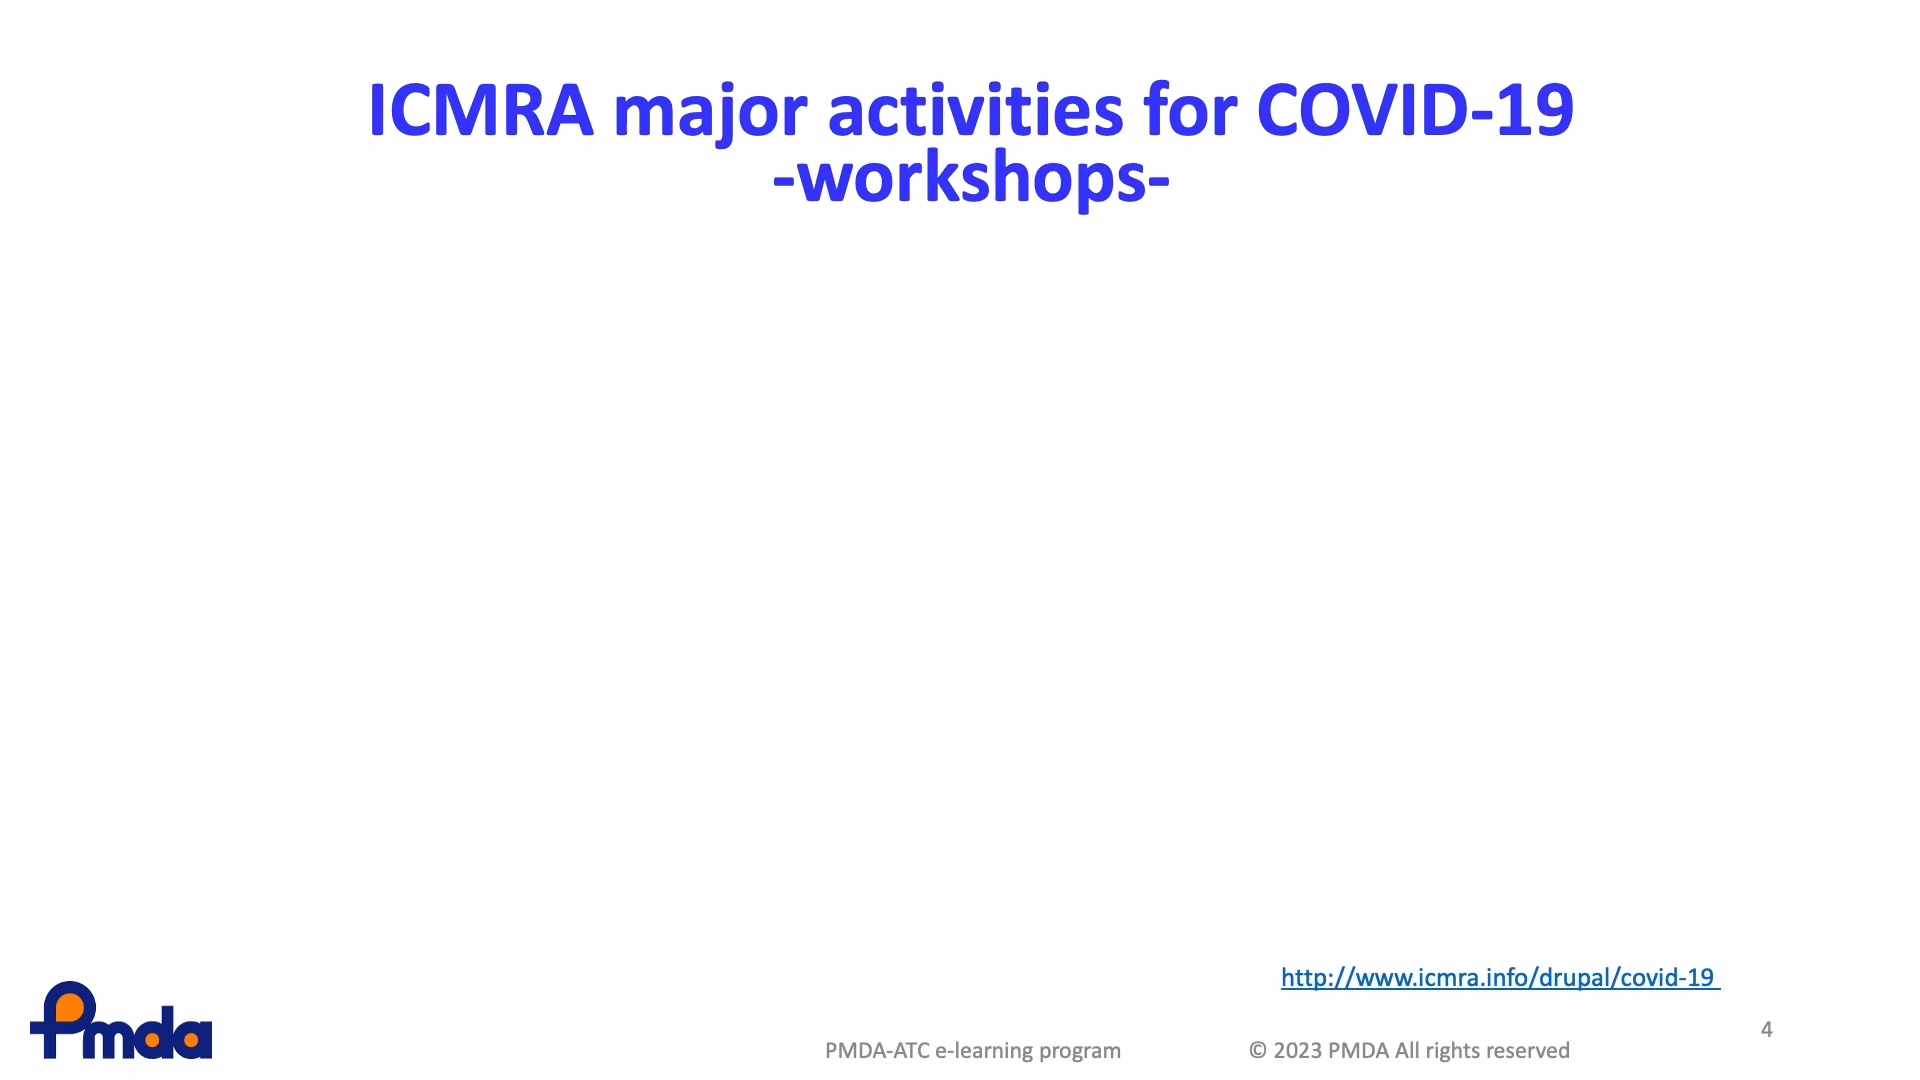 ICMRA major activities for COVID-19
-workshops-
http://www.icmra.info/drupal/covid-19
4
Pmda
PMDA-ATC e-learning program
© 2023 PMDA All rights reserved